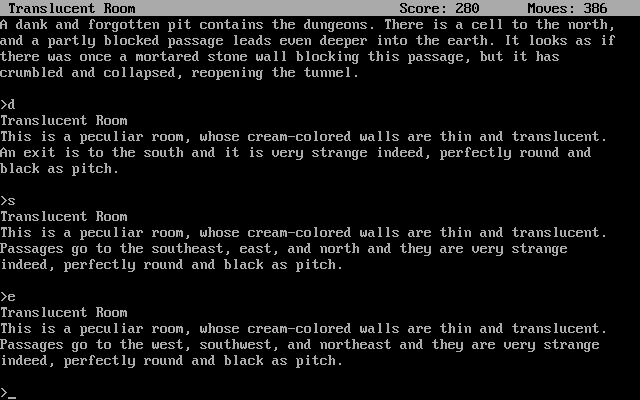 Translucent Room Score: 280 Moves: 386
A dank and forgotten pit contains the dungeons. There is a cell to the north,
and a partly blocked passage leads even deeper into the earth. It looks as if
there was once a mortared stone wall blocking this passage, but it has
crumbled and collapsed, reopening the tunnel.
>d
Translucent Room
This is a peculiar room, whose cream-colored walls are thin and translucent.
An exit is to the south and it is very strange indeed, perfectly round and
black as pitch.
>s
Translucent Room
This is a peculiar room, whose cream-colored walls are thin and translucent.
Passages go to the southeast, east, and north and they are very strange
indeed, perfectly round and black as pitch.
>e
Translucent Room
This is a peculiar room, whose cream-colored walls are thin and translucent.
Passages go to the west, southwest, and northeast and they are very strange
indeed, perfectly round and black as pitch.
>_